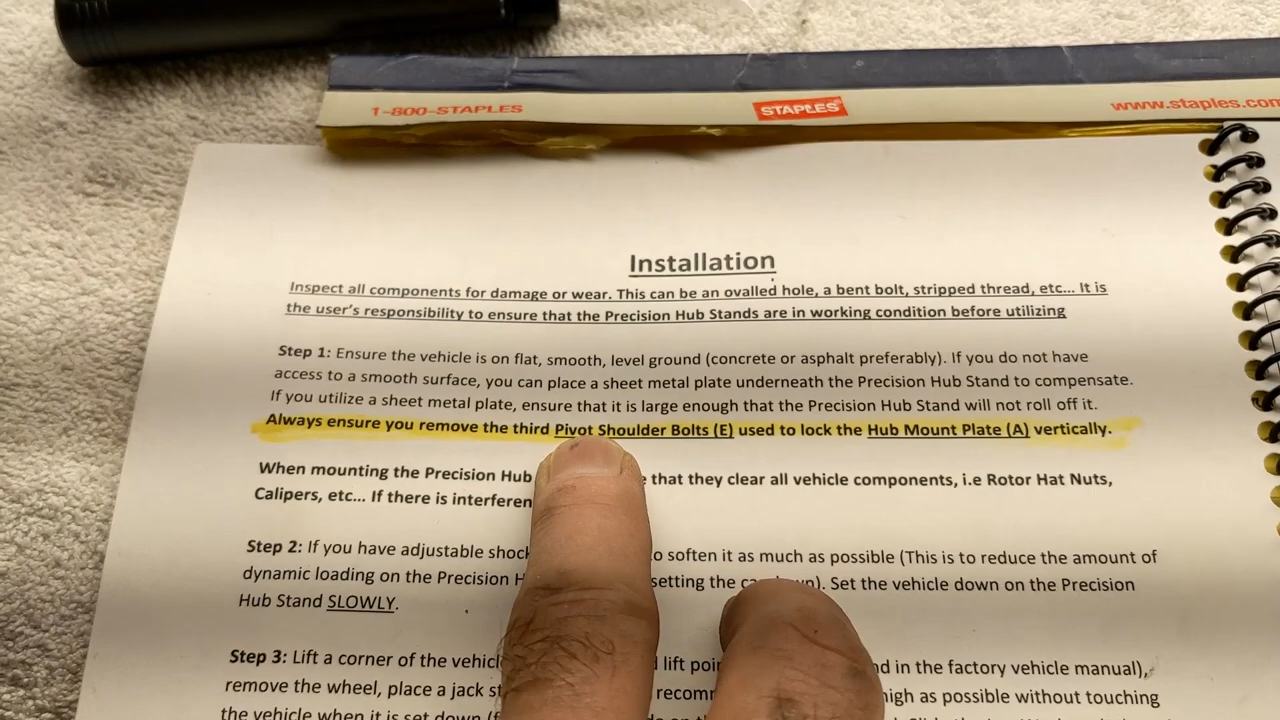 1-800-STAPLES STAPLES www.staples.com
Installation
Inspect all components for damage or wear. This can be an ovalled hole, a bent bolt, stripped thread, etc... It is
the user's responsibility to ensure that the Precision Hub Stands are in working condition before utilizing
Step 1: Ensure the vehicle is on flat, smooth, level ground (concrete or asphalt preferably). If you do not have
access to a smooth surface, you can place a sheet metal plate underneath the Precision Hub Stand to compensate.
If you utilize a sheet metal plate, ensure that it is large enough that the Precision Hub Stand will not roll off it.
Always ensure you remove the third Pivot Shoulder Bolts (E) used to lock the Hub Mount Plate (A) vertically.
When mounting the Precision Hub that they clear all vehicle components, i.e Rotor Hat Nuts,
Calipers, etc... If there is
Step 2: If you have adjustable to soften it as much as possible (This is to reduce the amount of
dynamic loading on the Precision setting the Set the vehicle down on the Precision
Hub Stand SLOWLY.
Step 3: Lift a corner of the lift in the factory vehicle manual),
remove the wheel, place a jack high as possible without touching
the vehicle when it is set down